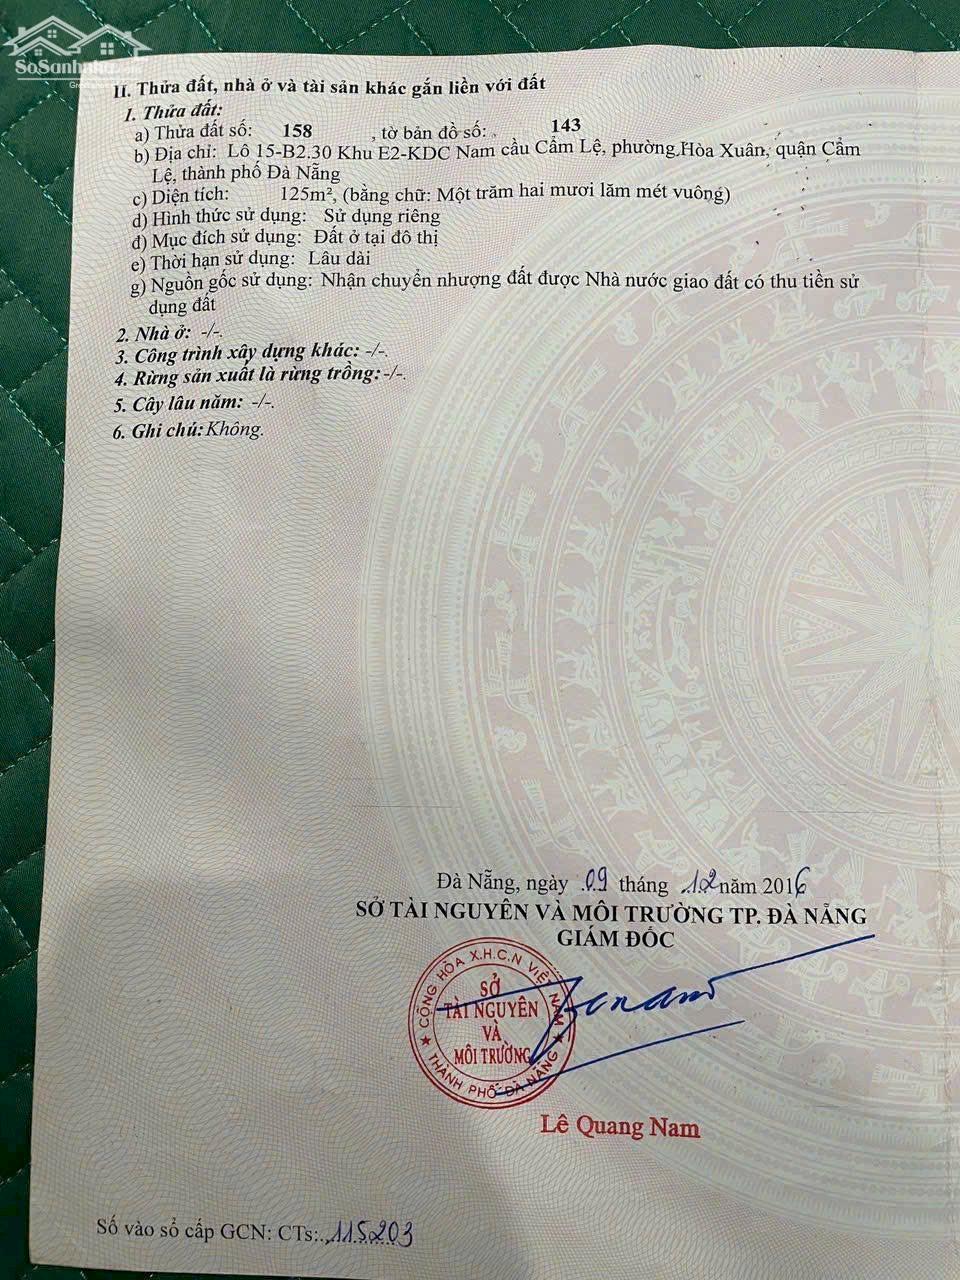 SoSanhnha
II. Thửa đất, nhà ở và tài sản khác gắn liền với đất
1. Thửa đất:
a) Thửa đất số: 158 , tờ bản đồ số: 143
b) Địa chỉ: Lô 15-B2.30 Khu E2-KDC Nam cầu Cẩm Lệ, phường Hòa Xuân, quận Cẩm
Lệ, thành phố Đà Nẵng
c) Diện tích: 125m², (bằng chữ: Một trăm hai mươi lăm mét vuông)
d) Hình thức sử dụng: Sử dụng riêng
đ) Mục đích sử dụng: Đất ở tại đô thị
e) Thời hạn sử dụng: Lâu dài
g) Nguồn gốc sử dụng: Nhận chuyển nhượng đất được Nhà nước giao đất có thu tiền sử
dụng đất
2. Nhà ở: -/-.
3. Công trình xây dựng khác: -/-.
4. Rừng sản xuất là rừng trồng: -/-.
5. Cây lâu năm: -/-.
6. Ghi chú: Không.
Đà Nẵng, ngày 09 tháng 12 năm 2016
SỞ TÀI NGUYÊN VÀ MÔI TRƯỜNG TP. ĐÀ NẴNG
GIÁM ĐỐC
CỘNG HÒA X.H.C.N VIỆT NAM
SỞ
TÀI NGUYÊN
VÀ
MÔI TRƯỜNG
THÀNH PHỐ ĐÀ NẴNG
Lê Quang Nam
Số vào sổ cấp GCN: CTs: 115203